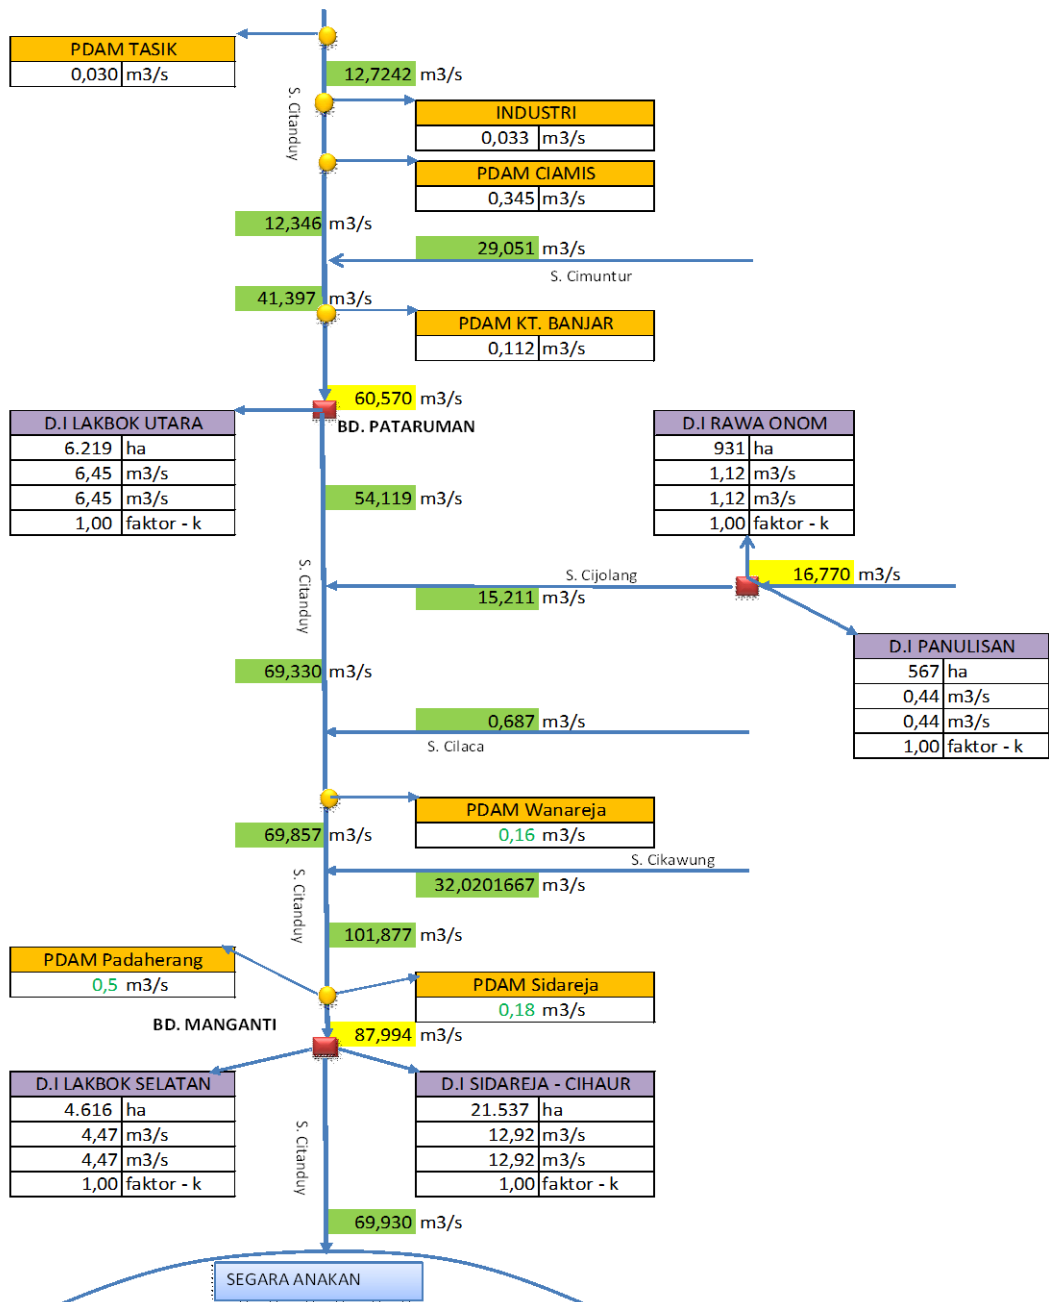 PDAM TASIK
0,030 m3/s
12,7242 m3/s
S. Citanduy
INDUSTRI
0,033 m3/s
PDAM CIAMIS
0,345 m3/s
12,346 m3/s
29,051 m3/s
S. Cimuntur
41,397 m3/s
PDAM KT. BANJAR
0,112 m3/s
60,570 m3/s
BD. PATARUMAN
D.I LAKBOK UTARA
6.219 ha
6,45 m3/s
6,45 m3/s
1,00 faktor - k
D.I RAWA ONOM
931 ha
1,12 m3/s
1,12 m3/s
1,00 faktor - k
54,119 m3/s
S. Citanduy
S. Cijolang
15,211 m3/s
16,770 m3/s
D.I PANULISAN
567 ha
0,44 m3/s
0,44 m3/s
1,00 faktor - k
69,330 m3/s
0,687 m3/s
S. Cilaca
PDAM Wanareja
0,16 m3/s
69,857 m3/s
S. Cikawung
32,0201667 m3/s
S. Citanduy
101,877 m3/s
PDAM Padaherang
0,5 m3/s
PDAM Sidareja
0,18 m3/s
BD. MANGANTI
87,994 m3/s
D.I LAKBOK SELATAN
4.616 ha
4,47 m3/s
4,47 m3/s
1,00 faktor - k
D.I SIDAREJA - CIHAUR
21.537 ha
12,92 m3/s
12,92 m3/s
1,00 faktor - k
S. Citanduy
69,930 m3/s
SEGARA ANAKAN